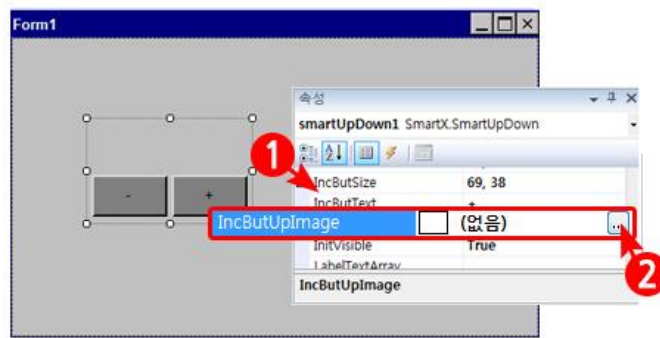 Form1
속성
smartUpDown1 SmartX.SmartUpDown
1
IncButSize 69, 38
IncButText +
- +
IncButUpImage (없음) ...
InitVisible True
2
LabelTextArray
IncButUpImage